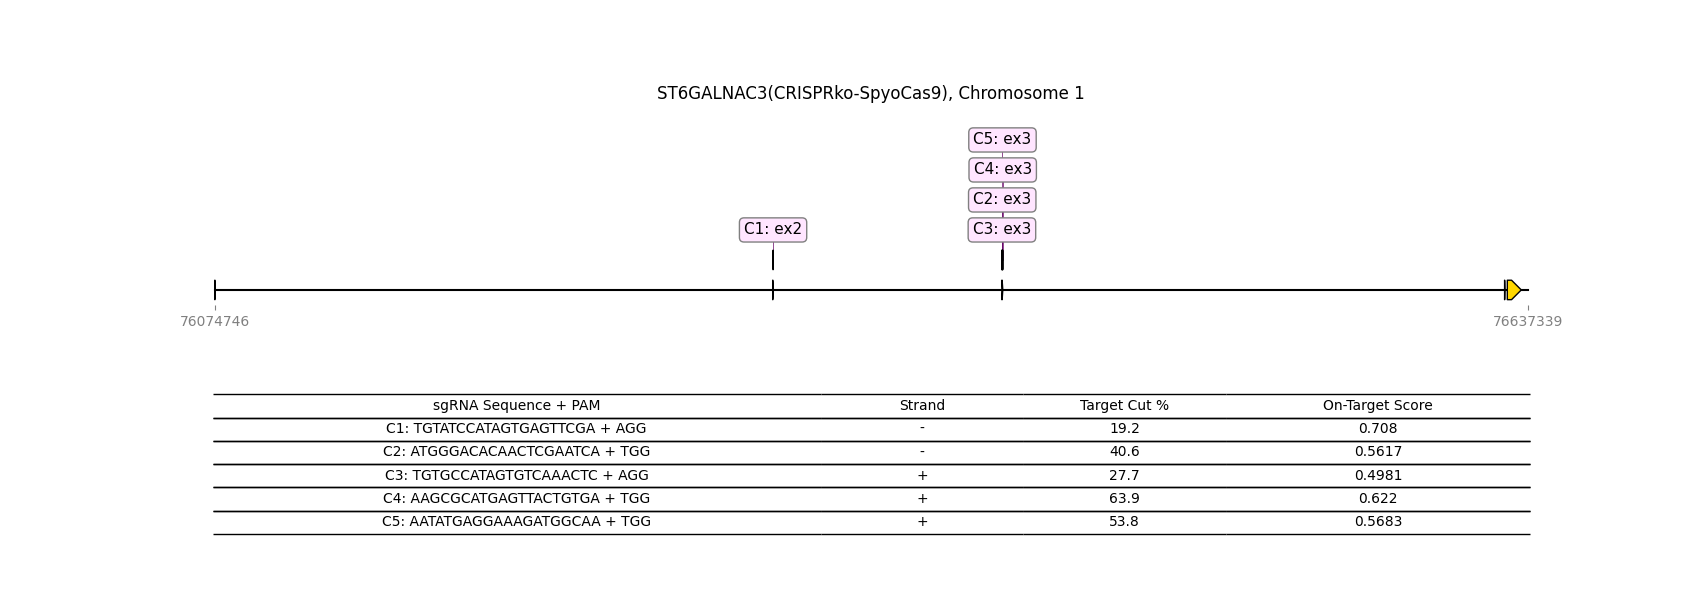 ST6GALNAC3(CRISPRko-SpyoCas9), Chromosome 1
C5: ex3
C4: ex3
C2: ex3
C1: ex2 C3: ex3
76074746 76637339
sgRNA Sequence + PAM Strand Target Cut % On-Target Score
C1: TGTATCCATAGTGAGTTCGA + AGG - 19.2 0.708
C2: ATGGGACACAACTCGAATCA + TGG - 40.6 0.5617
C3: TGTGCCATAGTGTCAAACTC + AGG + 27.7 0.4981
C4: AAGCGCATGAGTTACTGTGA + TGG + 63.9 0.622
C5: AATATGAGGAAAGATGGCAA + TGG + 53.8 0.5683